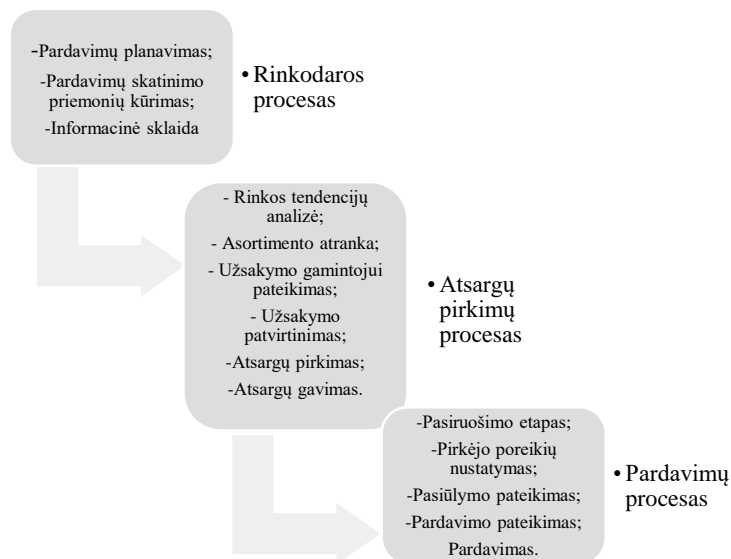 -Pardavimų planavimas;
-Pardavimų skatinimo
priemonių kūrimas;
-Informacinė sklaida
• Rinkodaros
procesas
- Rinkos tendencijų
analizė;
- Asortimento atranka;
- Užsakymo gamintojui
pateikimas;
- Užsakymo
patvirtinimas;
-Atsargų pirkimas;
-Atsargų gavimas.
• Atsargų
pirkimų
procesas
-Pasiruošimo etapas;
-Pirkėjo poreikių
nustatymas;
-Pasiūlymo pateikimas;
-Pardavimo pateikimas;
Pardavimas.
• Pardavimų
procesas